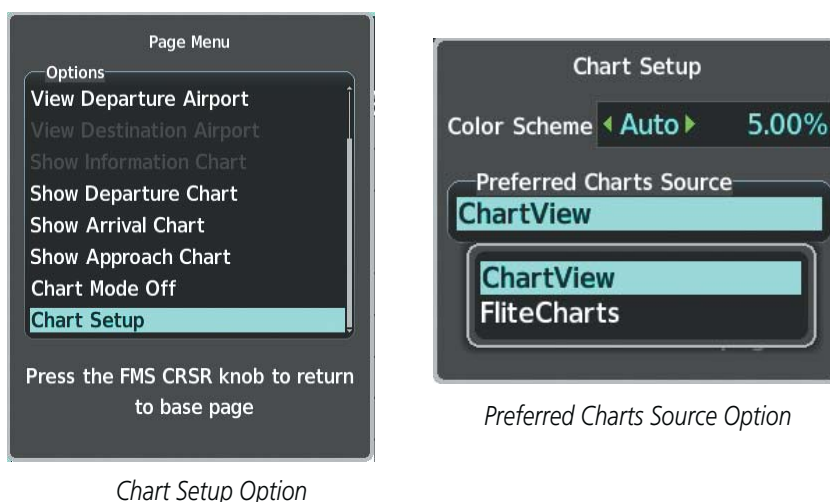 Page Menu
Options
View Departure Airport
View Destination Airport
Show Information Chart
Show Departure Chart
Show Arrival Chart
Show Approach Chart
Chart Mode Off
Chart Setup
Press the FMS CRSR knob to return
to base page
Chart Setup Option
Chart Setup
Color Scheme Auto 5.00%
Preferred Charts Source
ChartView
ChartView
FliteCharts
Preferred Charts Source Option